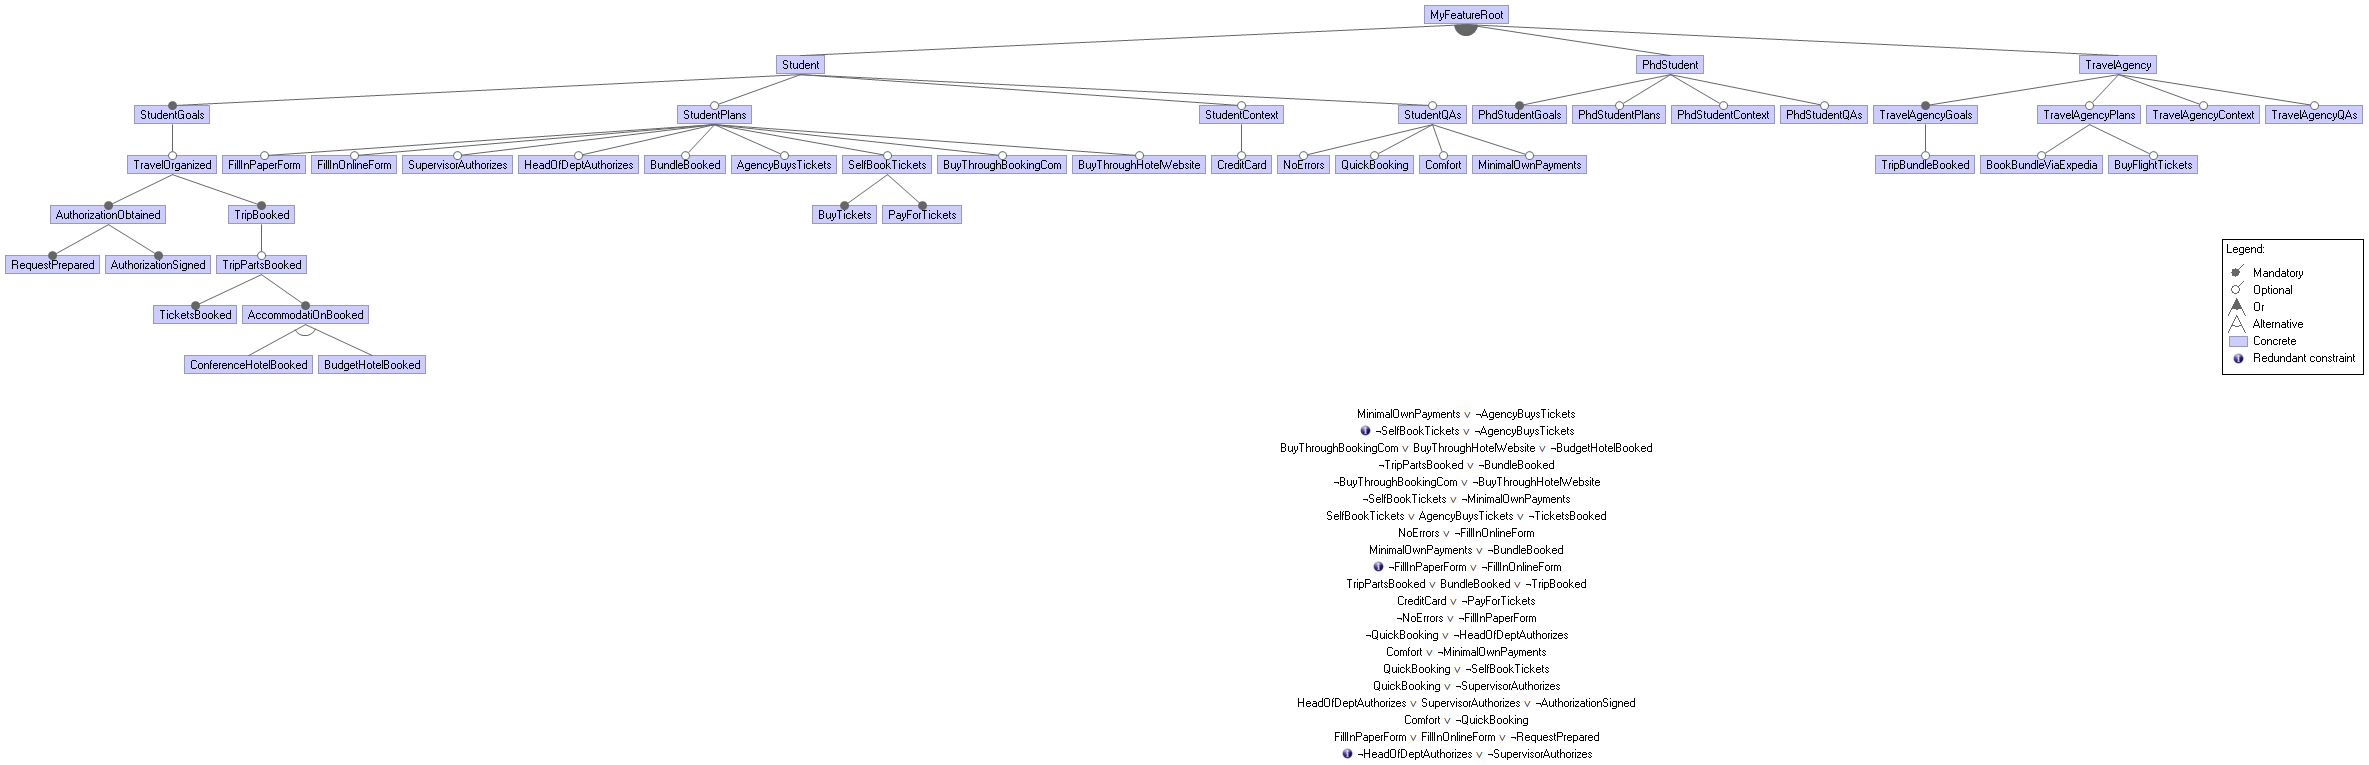 MyFeatureRoot
Student PhdStudent TravelAgency
StudentGoals StudentPlans StudentContext StudentQAs PhdStudentGoals PhdStudentPlans PhdStudentContext PhdStudentQAs TravelAgencyGoals TravelAgencyPlans TravelAgencyContext TravelAgencyQAs
TravelOrganized FillInPaperForm FillInOnlineForm SupervisorAuthorizes HeadOfDeptAuthorizes BundleBooked AgencyBuysTickets SelfBookTickets BuyThroughBookingCom BuyThroughHotelWebsite CreditCard NoErrors QuickBooking Comfort MinimalOwnPayments TripBundleBooked BookBundleViaExpedia BuyFlightTickets
AuthorizationObtained TripBooked BuyTickets PayForTickets
RequestPrepared AuthorizationSigned TripPartsBooked
TicketsBooked AccommodatiOnBooked
ConferenceHotelBooked BudgetHotelBooked
Legend:
Mandatory
Optional
Or
Alternative
Concrete
Redundant constraint
MinimalOwnPayments ∨ ¬AgencyBuysTickets
¬SelfBookTickets ∨ ¬AgencyBuysTickets
BuyThroughBookingCom ∨ BuyThroughHotelWebsite ∨ ¬BudgetHotelBooked
¬TripPartsBooked ∨ ¬BundleBooked
¬BuyThroughBookingCom ∨ ¬BuyThroughHotelWebsite
¬SelfBookTickets ∨ ¬MinimalOwnPayments
SelfBookTickets ∨ AgencyBuysTickets ∨ ¬TicketsBooked
NoErrors ∨ ¬FillInOnlineForm
MinimalOwnPayments ∨ ¬BundleBooked
¬FillInPaperForm ∨ ¬FillInOnlineForm
TripPartsBooked ∨ BundleBooked ∨ ¬TripBooked
CreditCard ∨ ¬PayForTickets
¬NoErrors ∨ ¬FillInPaperForm
¬QuickBooking ∨ ¬HeadOfDeptAuthorizes
Comfort ∨ ¬MinimalOwnPayments
QuickBooking ∨ ¬SelfBookTickets
QuickBooking ∨ ¬SupervisorAuthorizes
HeadOfDeptAuthorizes ∨ SupervisorAuthorizes ∨ ¬AuthorizationSigned
Comfort ∨ ¬QuickBooking
FillInPaperForm ∨ FillInOnlineForm ∨ ¬RequestPrepared
¬HeadOfDeptAuthorizes ∨ ¬SupervisorAuthorizes